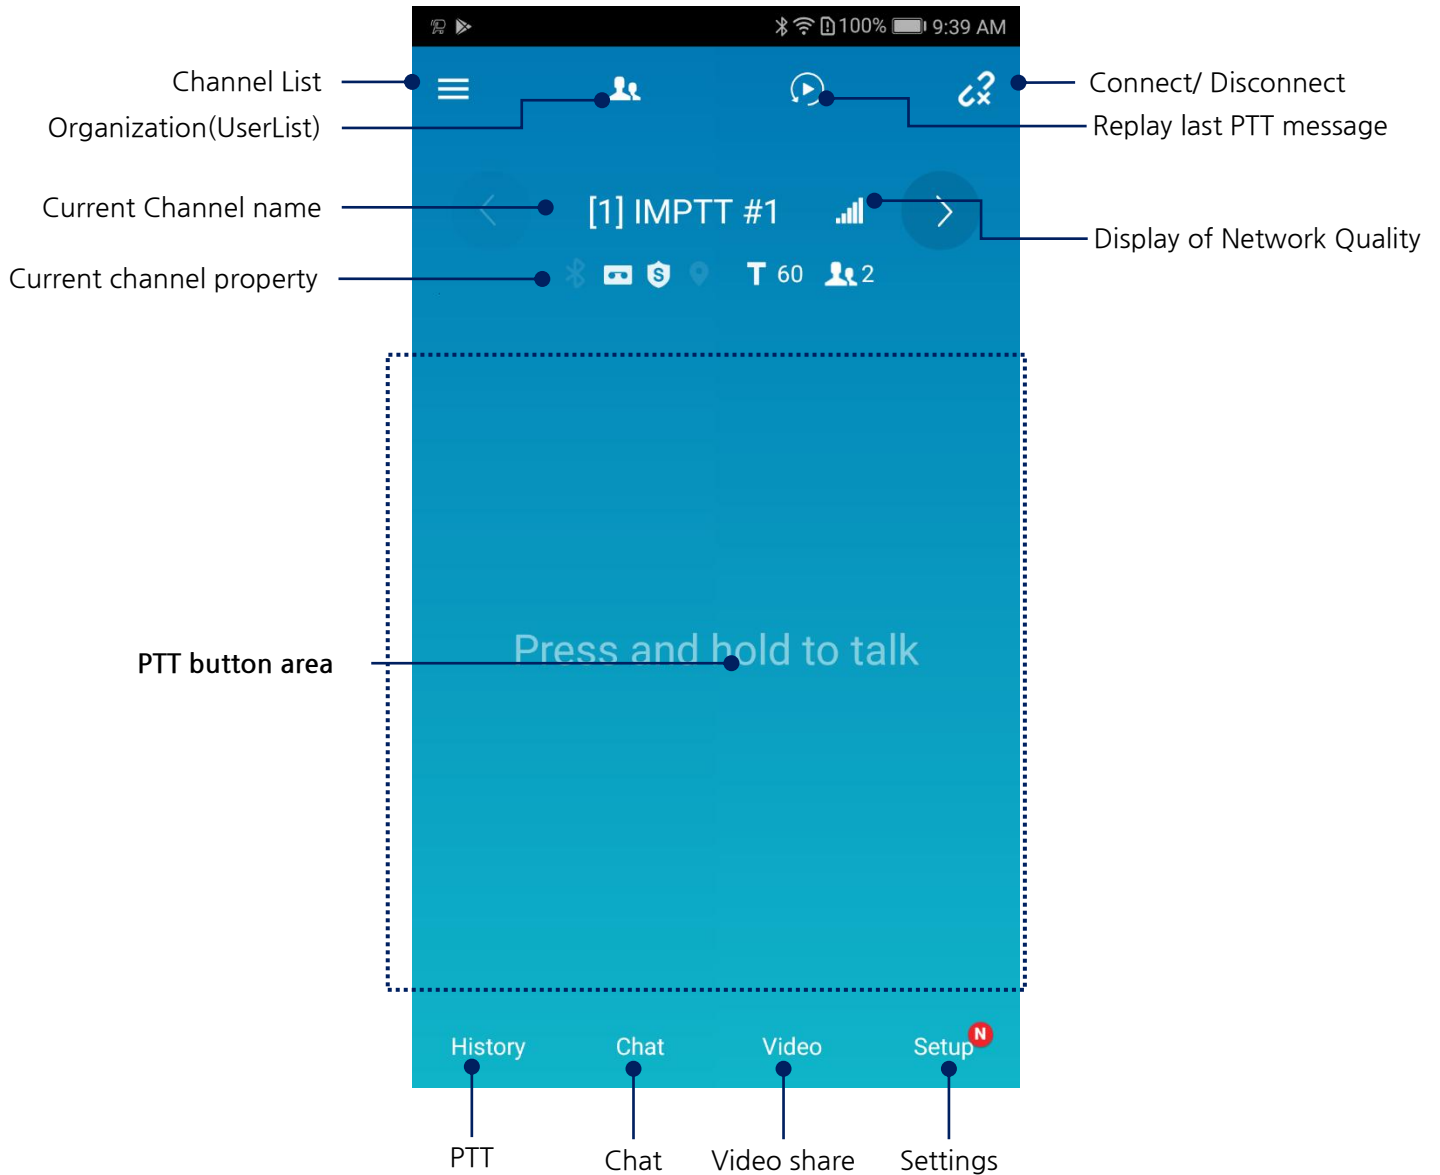 100% 9:39 AM
Channel List
Connect/ Disconnect
Organization(UserList)
Replay last PTT message
Current Channel name
[1] IMPTT #1
Display of Network Quality
Current channel property
S
T 60 2
Press and hold to talk
PTT button area
History Chat Video Setup N
PTT Chat Video share Settings